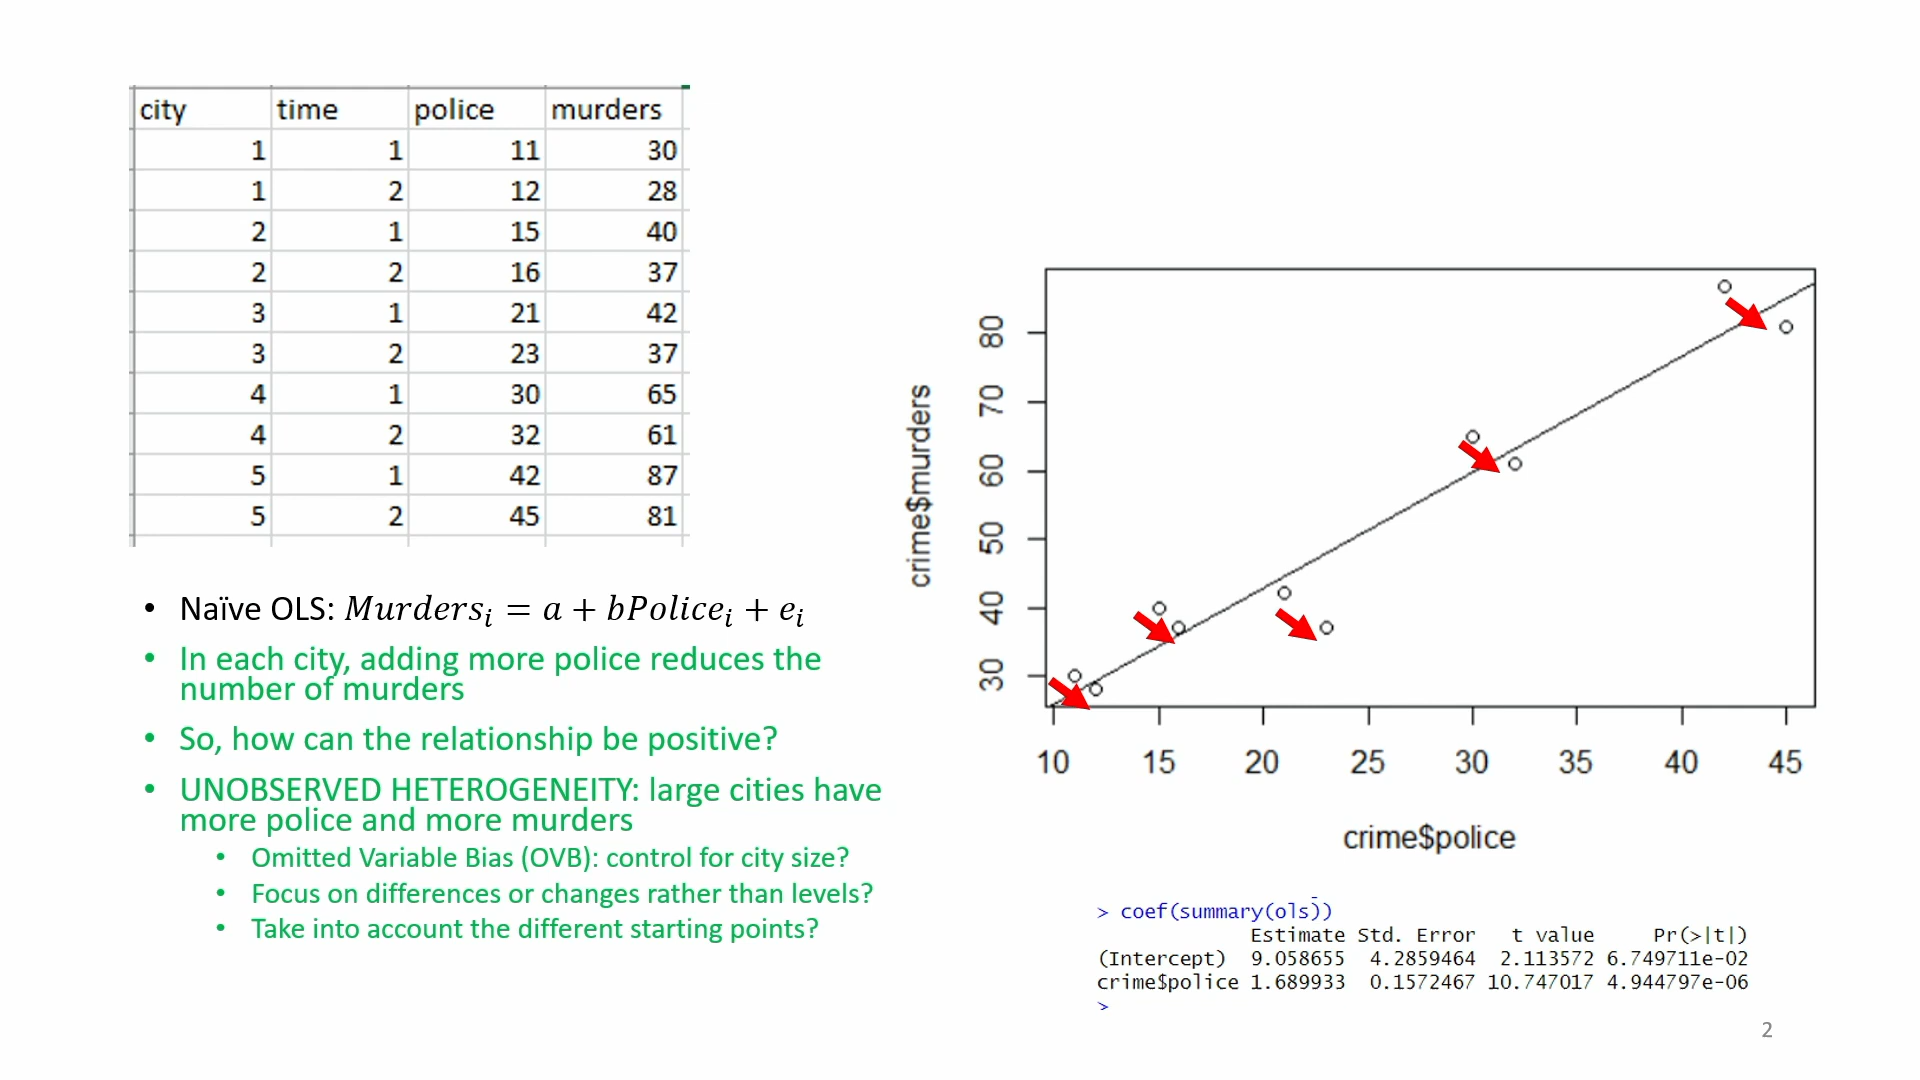 city time police murders
1 1 11 30
1 2 12 28
2 1 15 40
2 2 16 37
3 1 21 42
3 2 23 37
4 1 30 65
4 2 32 61
5 1 42 87
5 2 45 81
• Naïve OLS: Murders_i = a + bPolice_i + e_i
• In each city, adding more police reduces the
number of murders
• So, how can the relationship be positive?
• UNOBSERVED HETEROGENEITY: large cities have
more police and more murders
• Omitted Variable Bias (OVB): control for city size?
• Focus on differences or changes rather than levels?
• Take into account the different starting points?
crime$murders
80
70
60
50
40
30
10 15 20 25 30 35 40 45
crime$police
> coef(summary(ols))
Estimate Std. Error t value Pr(>|t|)
(Intercept) 9.058655 4.2859464 2.113572 6.749711e-02
crime$police 1.689933 0.1572467 10.747017 4.944797e-06
>
2